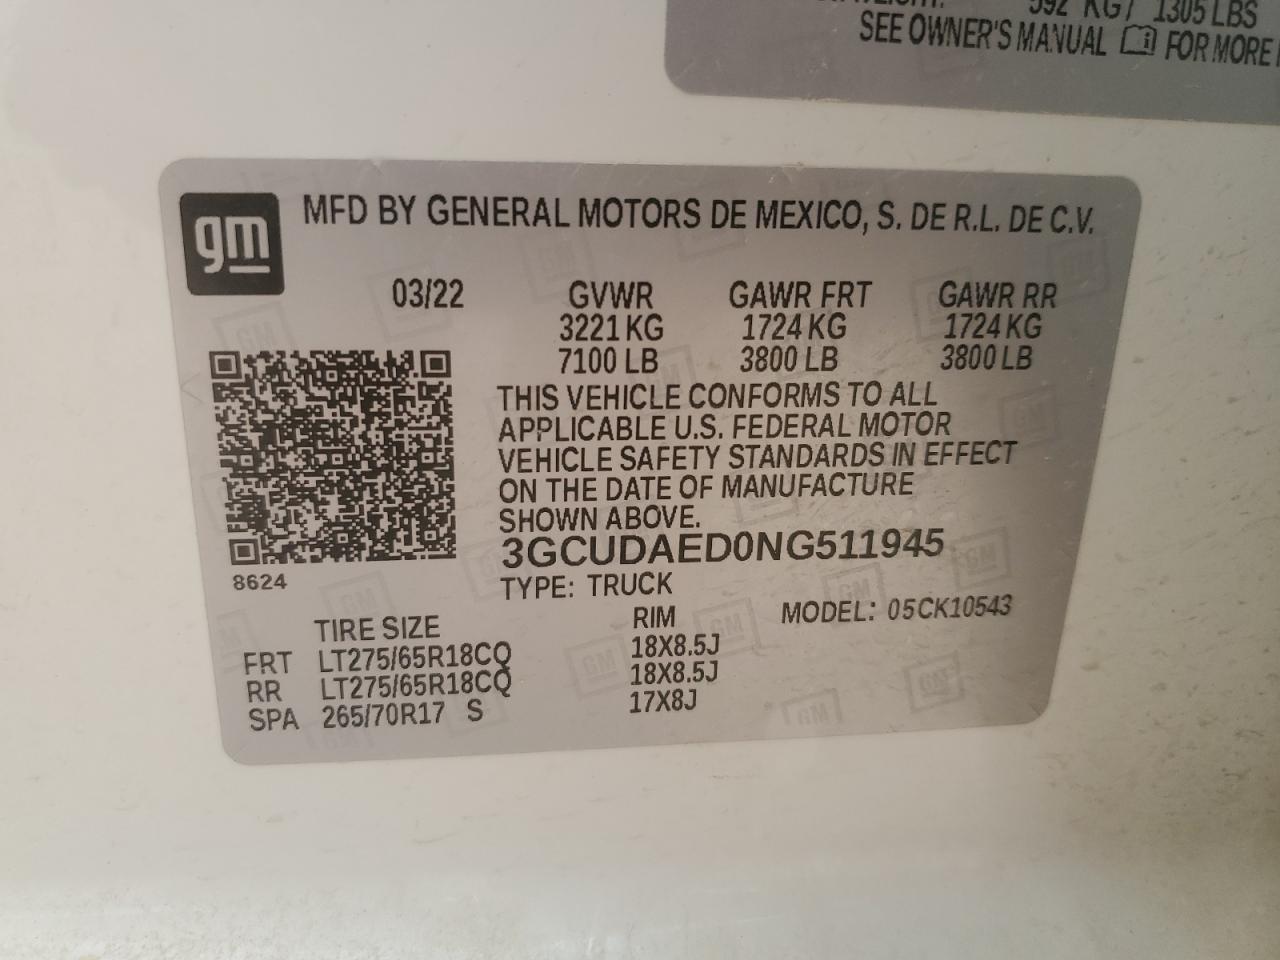 592 KG / 1305 LBS
SEE OWNER'S MANUAL FOR MORE
gm
MFD BY GENERAL MOTORS DE MEXICO, S. DE R.L. DE C.V.
03/22 GVWR GAWR FRT GAWR RR
3221 KG 1724 KG 1724 KG
7100 LB 3800 LB 3800 LB
THIS VEHICLE CONFORMS TO ALL
APPLICABLE U.S. FEDERAL MOTOR
VEHICLE SAFETY STANDARDS IN EFFECT
ON THE DATE OF MANUFACTURE
SHOWN ABOVE.
3GCUDAED0NG511945
8624
TYPE: TRUCK
TIRE SIZE RIM MODEL: 05CK10543
FRT LT275/65R18CQ 18X8.5J
RR LT275/65R18CQ 18X8.5J
SPA 265/70R17 S 17X8J